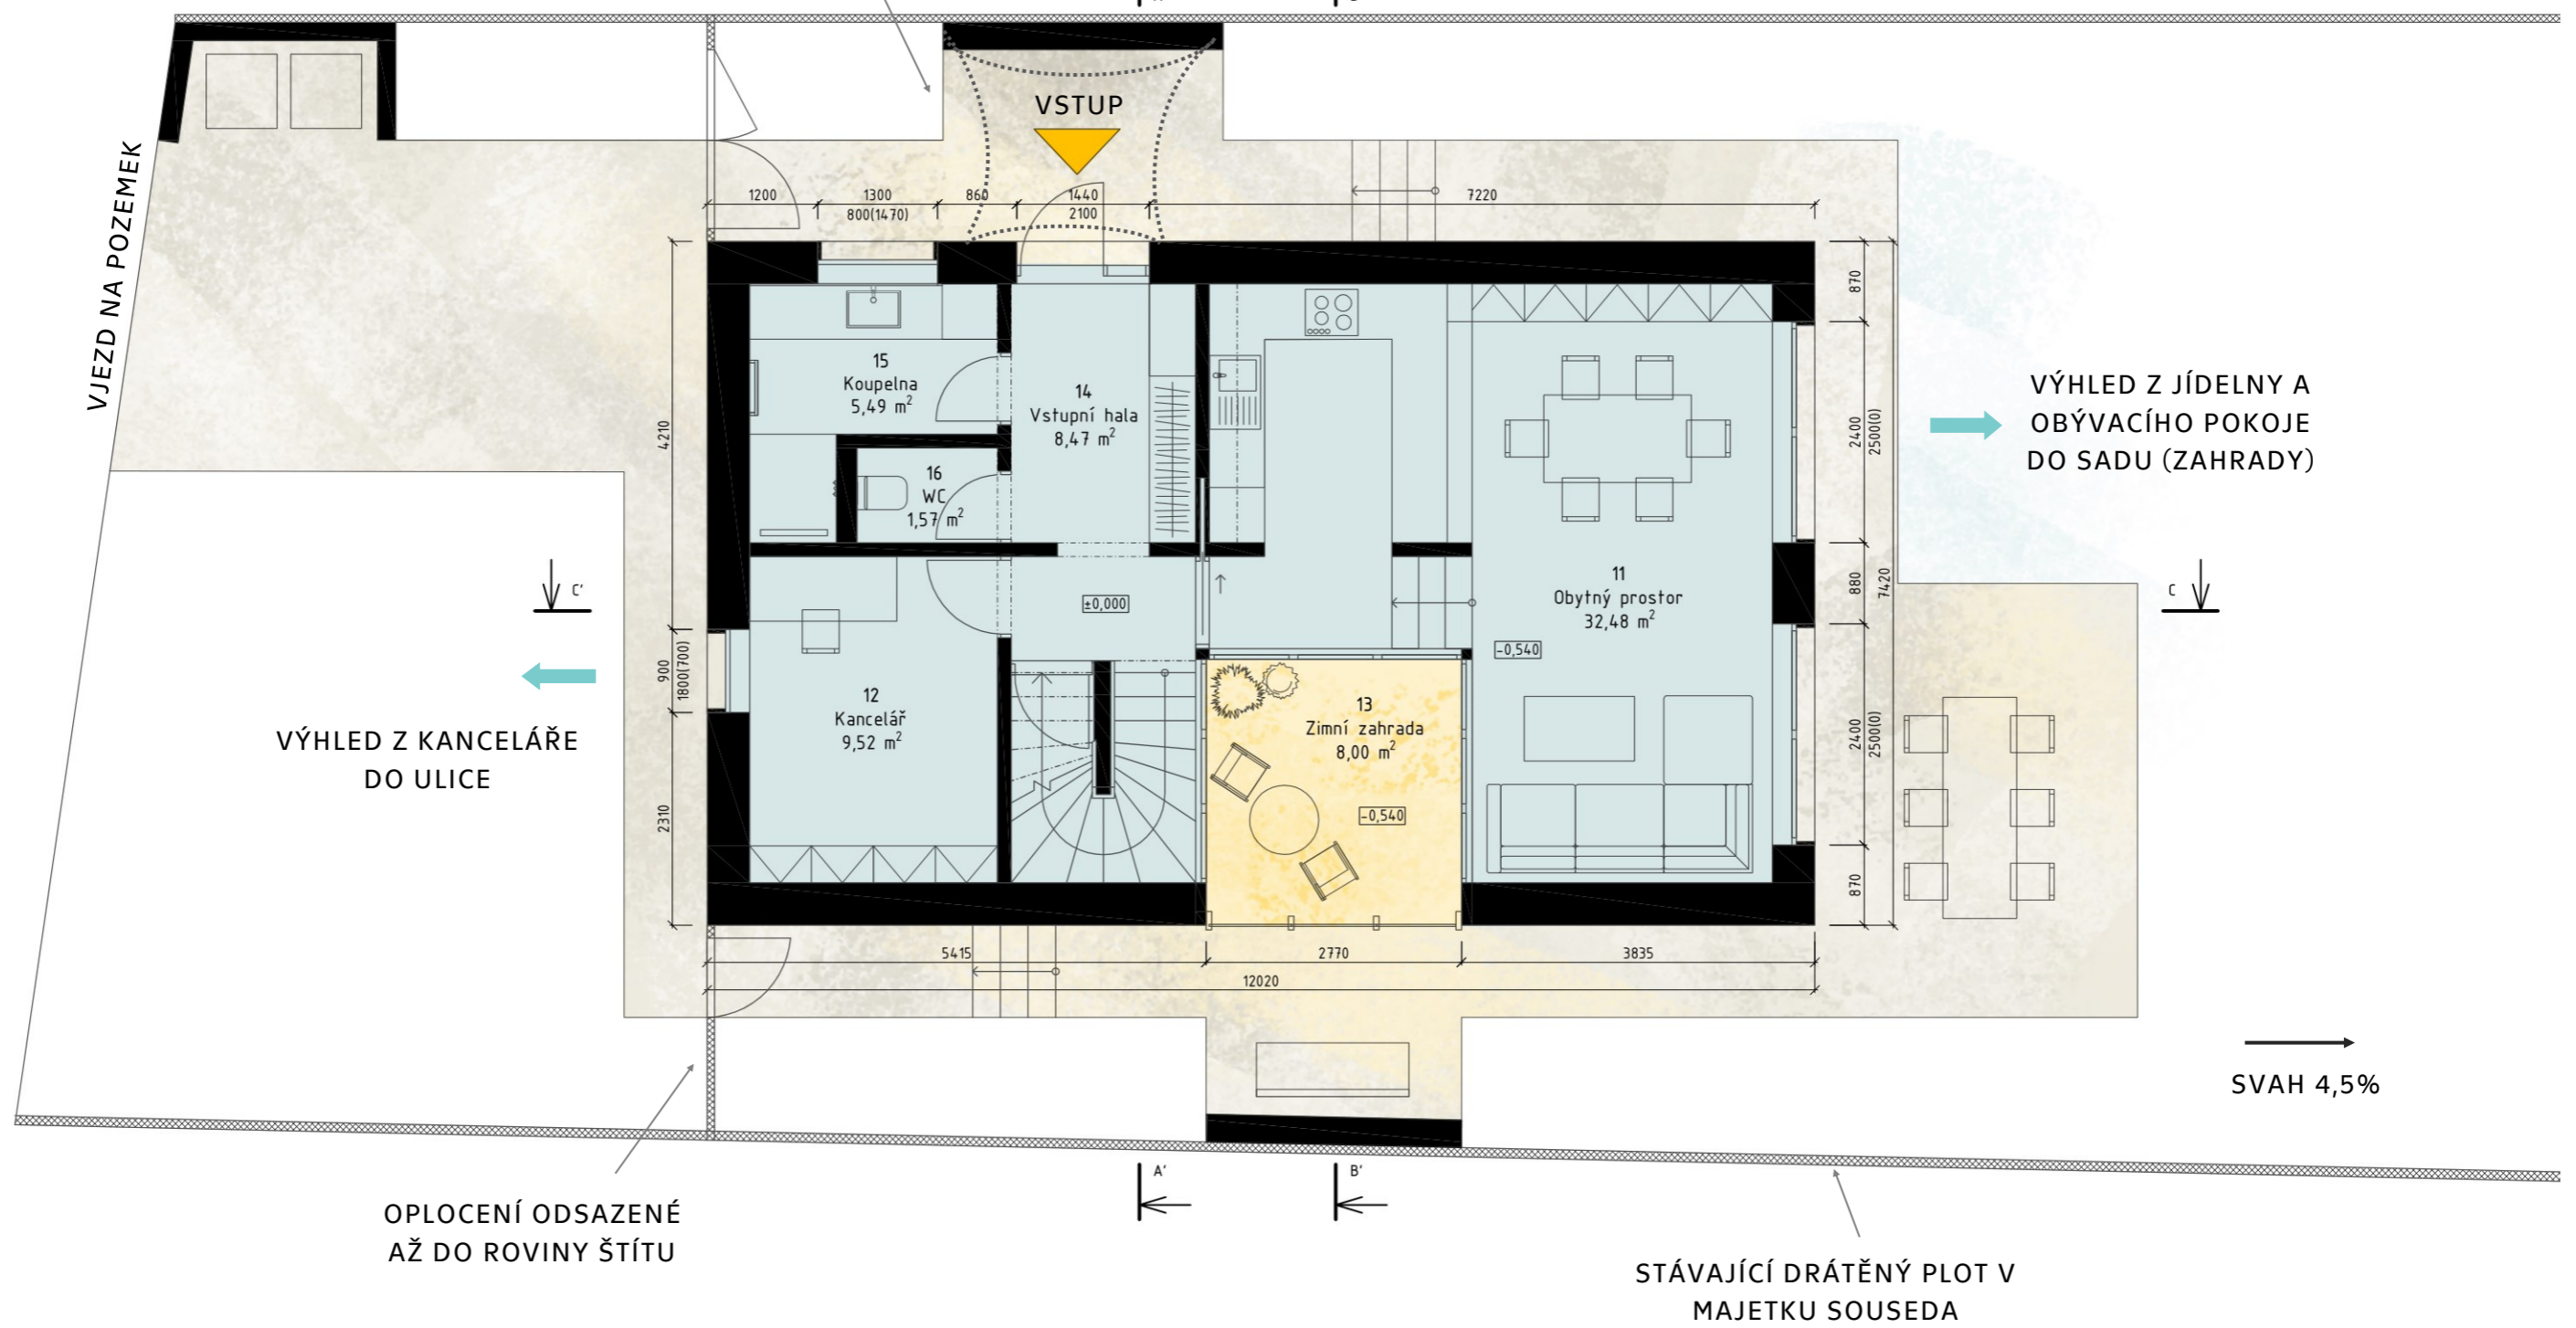 VSTUP
VJEZD NA POZEMEK
1200
1300
860
1440
7220
800(1470)
2100
15
Koupelna
5,49 m²
14
Vstupní hala
8,47 m²
16
WC
1,57 m²
870
2400
2500(0)
880
7420
2400
2500(0)
870
VÝHLED Z JÍDELNY A
OBÝVACÍHO POKOJE
DO SADU (ZAHRADY)
4210
900
1800(700)
2310
C'
C
±0,000
11
Obytný prostor
32,48 m²
-0,540
12
Kancelář
9,52 m²
13
Zimní zahrada
8,00 m²
-0,540
VÝHLED Z KANCELÁŘE
DO ULICE
5415
2770
3835
12020
SVAH 4,5%
A'
B'
OPLOCENÍ ODSAZENÉ
AŽ DO ROVINY ŠTÍTU
STÁVAJÍCÍ DRÁTĚNÝ PLOT V
MAJETKU SOUSEDA